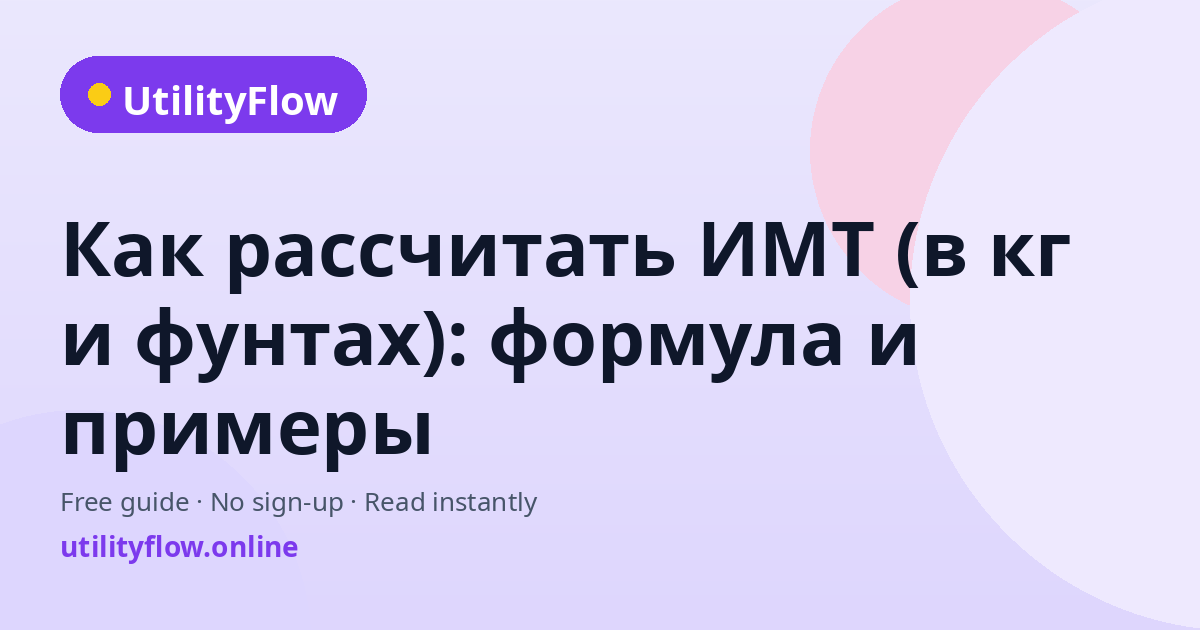 UtilityFlow
Как рассчитать ИМТ (в кг
и фунтах): формула и
примеры
Free guide · No sign-up · Read instantly
utilityflow.online